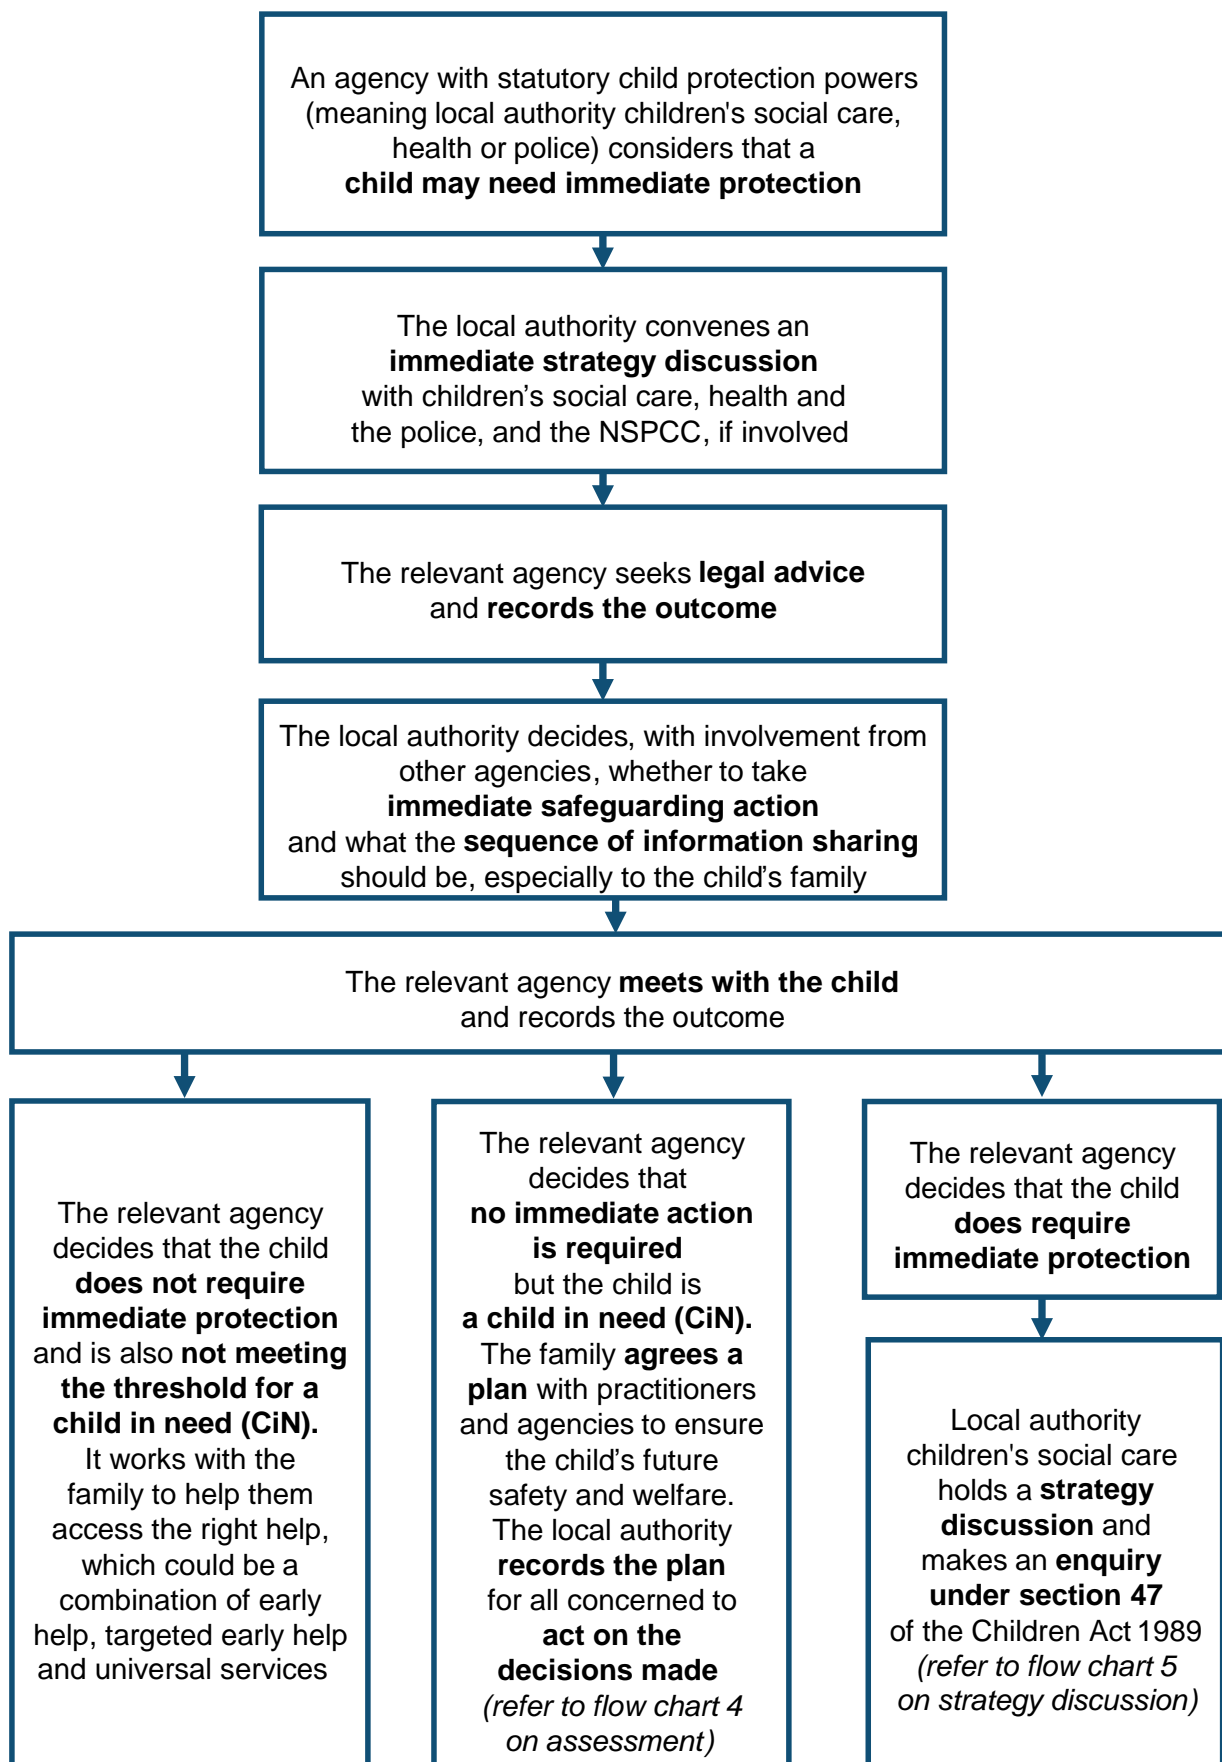 An agency with statutory child protection powers
(meaning local authority children's social care,
health or police) considers that a
child may need immediate protection
The local authority convenes an
immediate strategy discussion
with children’s social care, health and
the police, and the NSPCC, if involved
The relevant agency seeks legal advice
and records the outcome
The local authority decides, with involvement from
other agencies, whether to take
immediate safeguarding action
and what the sequence of information sharing
should be, especially to the child’s family
The relevant agency meets with the child
and records the outcome
The relevant agency
decides that the child
does not require
immediate protection
and is also not meeting
the threshold for a
child in need (CiN).
It works with the
family to help them
access the right help,
which could be a
combination of early
help, targeted early help
and universal services
The relevant agency
decides that
no immediate action
is required
but the child is
a child in need (CiN).
The family agrees a
plan with practitioners
and agencies to ensure
the child’s future
safety and welfare.
The local authority
records the plan
for all concerned to
act on the
decisions made
(refer to flow chart 4
on assessment)
The relevant agency
decides that the child
does require
immediate protection
Local authority
children's social care
holds a strategy
discussion and
makes an enquiry
under section 47
of the Children Act 1989
(refer to flow chart 5
on strategy discussion)